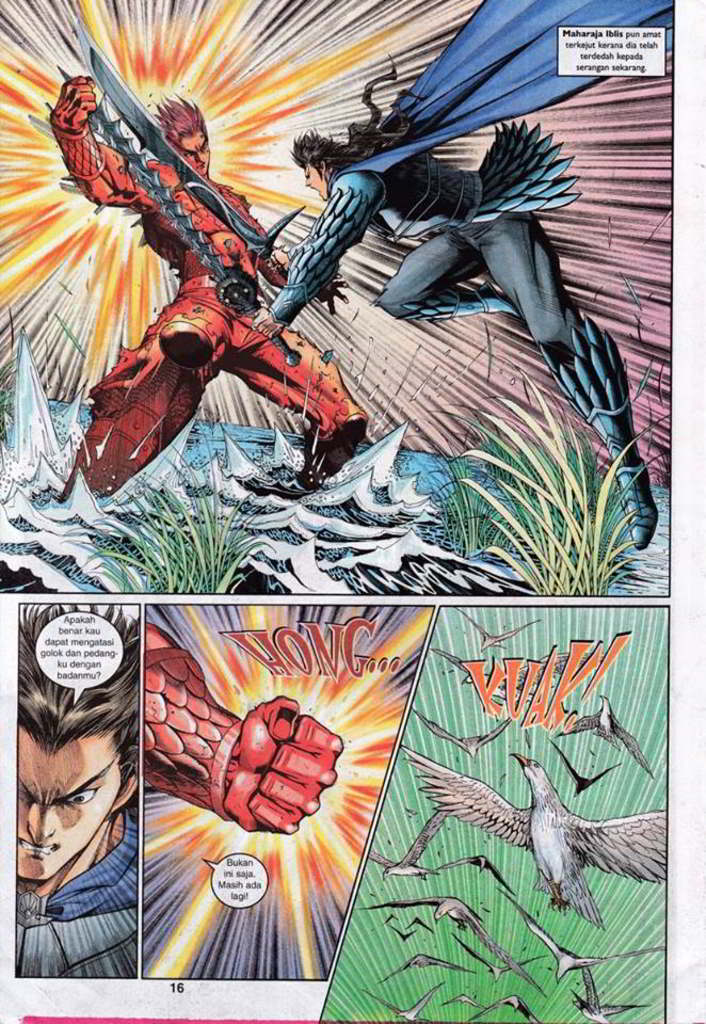 Maharaja Iblis pun amat
terkejut kerana dia telah
terdedah kepada
serangan sekarang.
Apakah
benar kau
dapat mengatasi
golok dan pedang-
ku dengan
badanmu?
HONG...
Bukan
ini saja.
Masih ada
lagi!
KUAK!
16